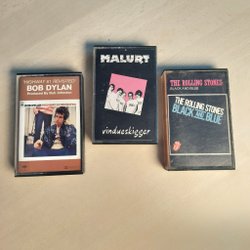 HIGHWAY 61 REVISITED
BOB DYLAN
Produced by Bob Johnston
MALURT
vindueskigger
THE ROLLING STONES
BLACK AND BLUE
THE ROLLING STONES
BLACK AND BLUE